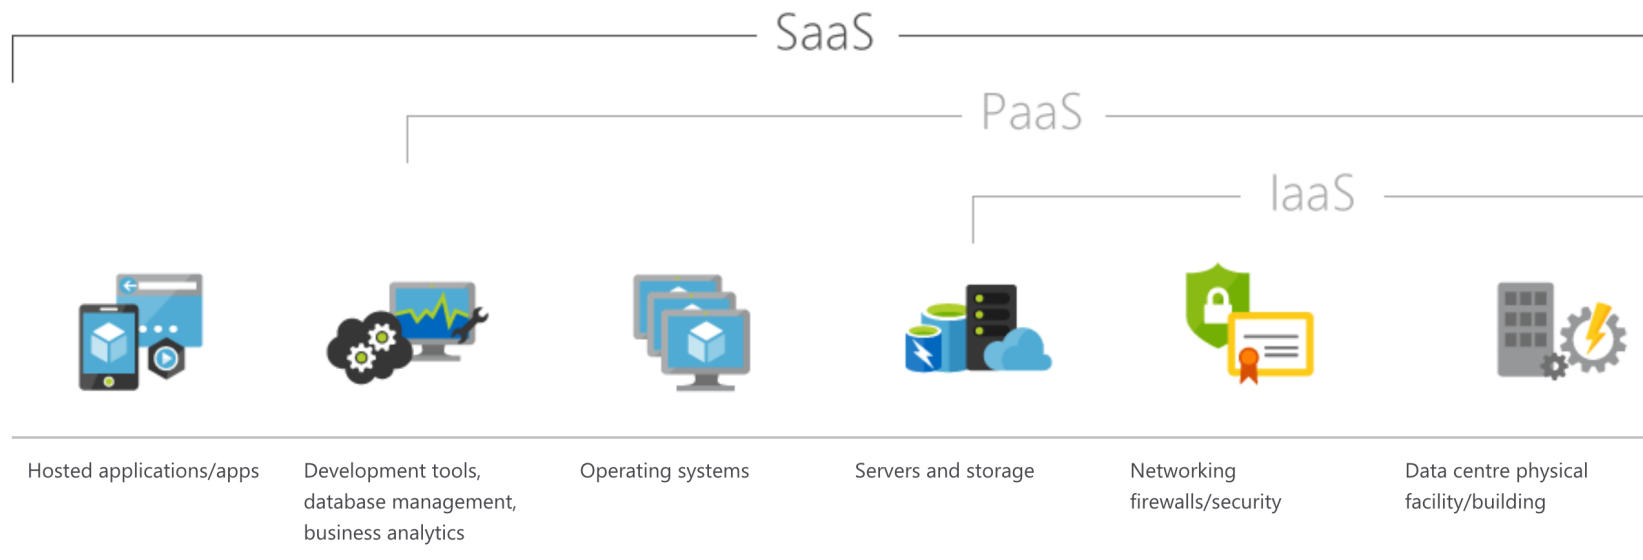 SaaS
PaaS
IaaS
Hosted applications/apps
Development tools,
database management,
business analytics
Operating systems
Servers and storage
Networking
firewalls/security
Data centre physical
facility/building